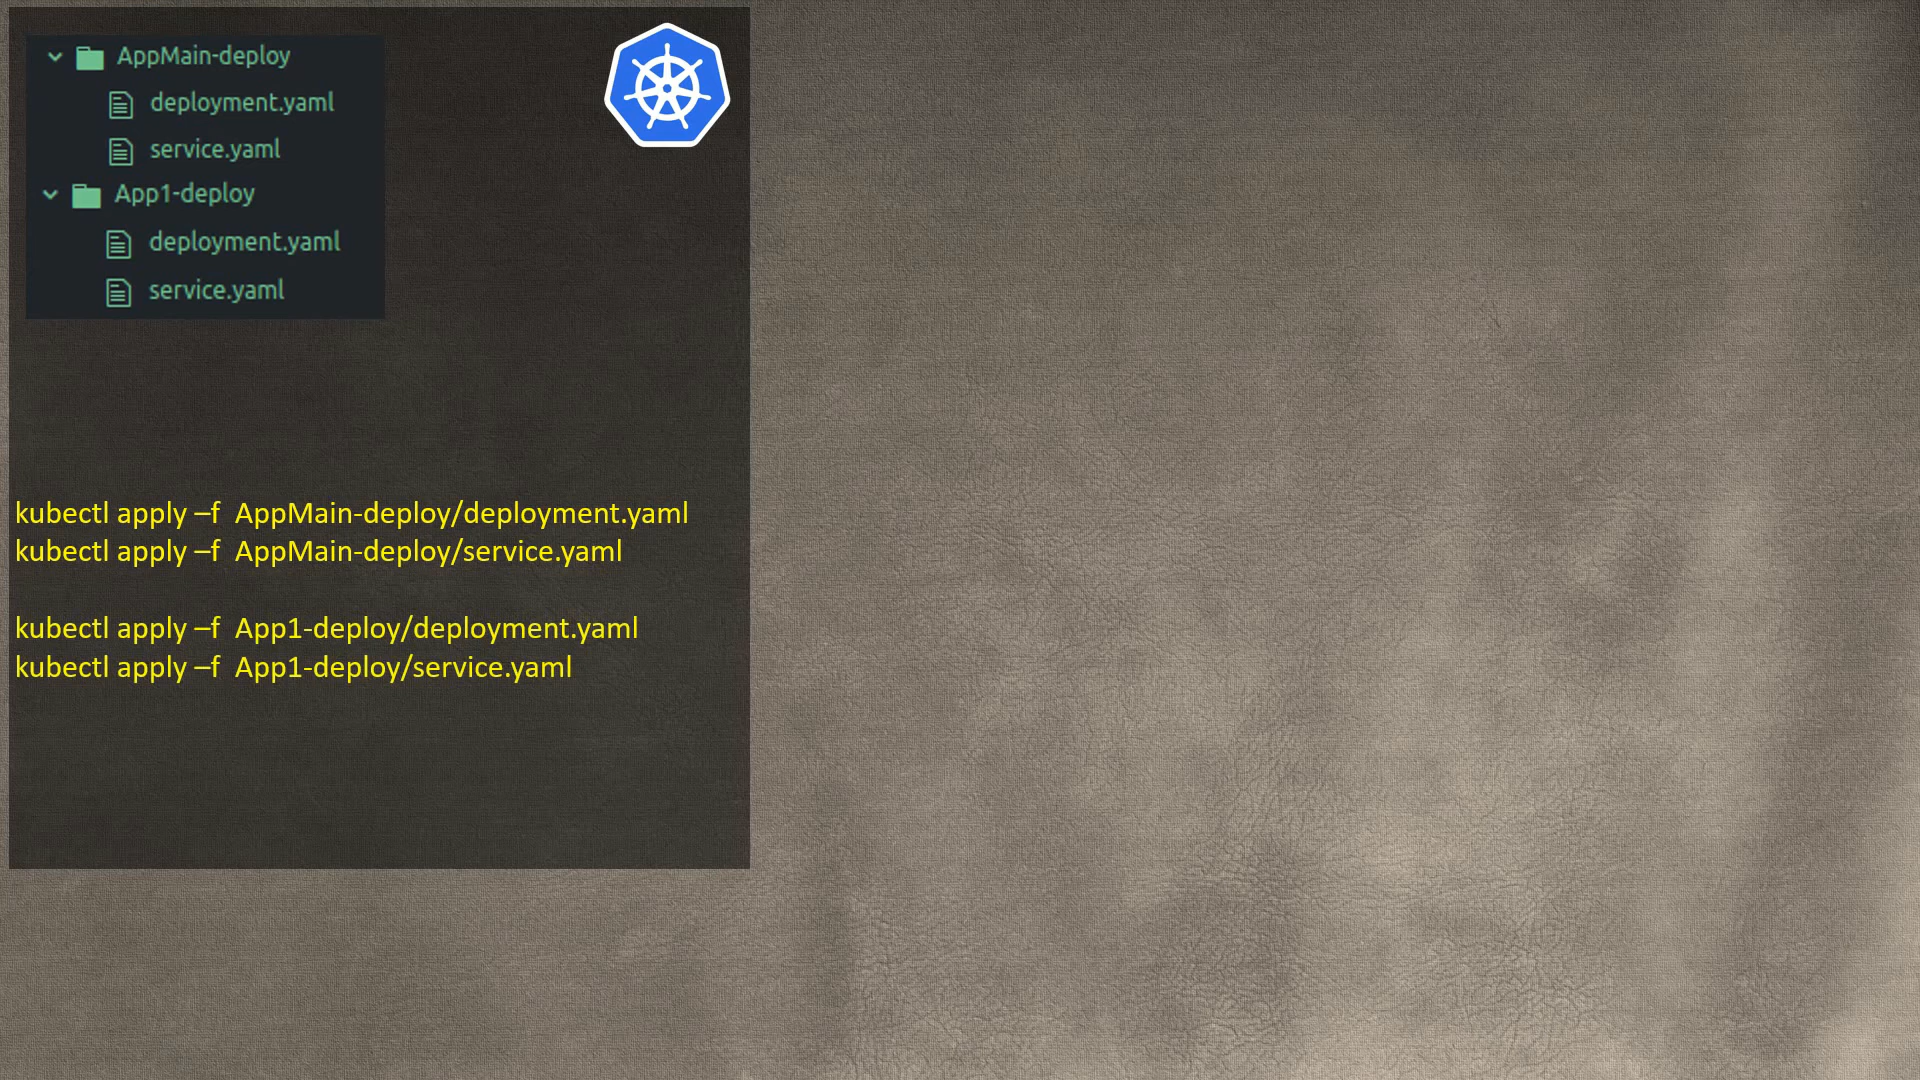 AppMain-deploy
deployment.yaml
service.yaml
App1-deploy
deployment.yaml
service.yaml
kubectl apply –f  AppMain-deploy/deployment.yaml
kubectl apply –f  AppMain-deploy/service.yaml
kubectl apply –f  App1-deploy/deployment.yaml
kubectl apply –f  App1-deploy/service.yaml